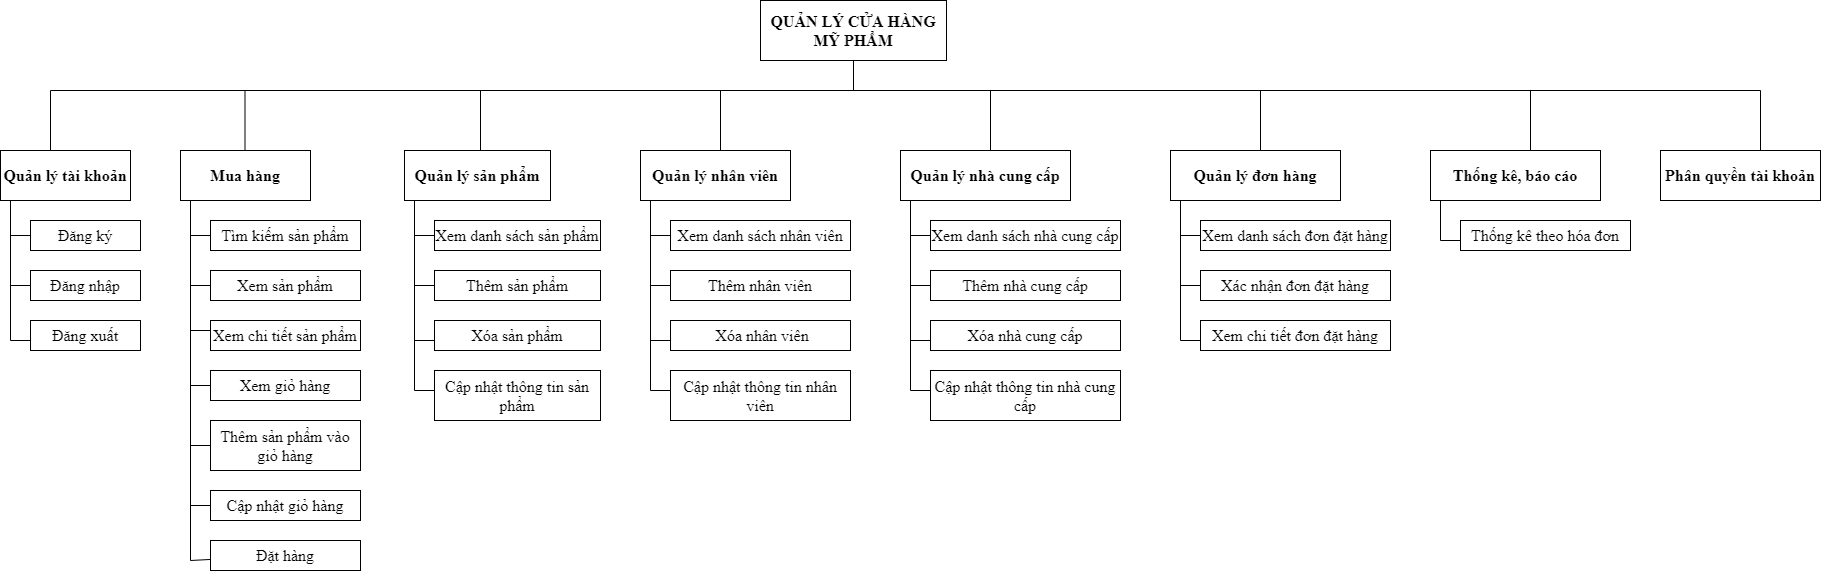 QUẢN LÝ CỬA HÀNG
MỸ PHẨM
Quản lý tài khoản
Đăng ký
Đăng nhập
Đăng xuất
Mua hàng
Tìm kiếm sản phẩm
Xem sản phẩm
Xem chi tiết sản phẩm
Xem giỏ hàng
Thêm sản phẩm vào
giỏ hàng
Cập nhật giỏ hàng
Đặt hàng
Quản lý sản phẩm
Xem danh sách sản phẩm
Thêm sản phẩm
Xóa sản phẩm
Cập nhật thông tin sản
phẩm
Quản lý nhân viên
Xem danh sách nhân viên
Thêm nhân viên
Xóa nhân viên
Cập nhật thông tin nhân
viên
Quản lý nhà cung cấp
Xem danh sách nhà cung cấp
Thêm nhà cung cấp
Xóa nhà cung cấp
Cập nhật thông tin nhà cung
cấp
Quản lý đơn hàng
Xem danh sách đơn đặt hàng
Xác nhận đơn đặt hàng
Xem chi tiết đơn đặt hàng
Thống kê, báo cáo
Thống kê theo hóa đơn
Phân quyền tài khoản